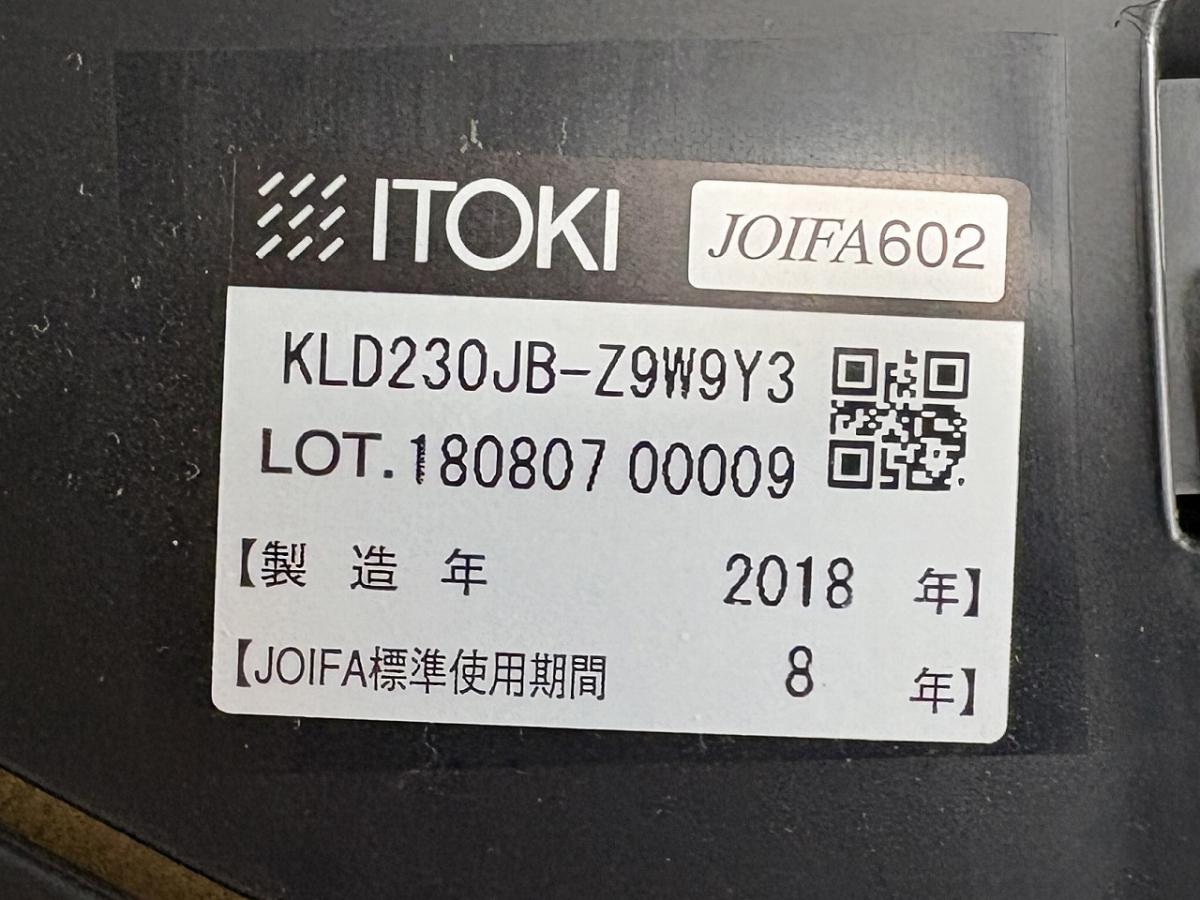 ITOKI JOIFA602
KLD230JB-Z9W9Y3
LOT.180807 00009
【製 造 年 2018 年】
【JOIFA標準使用期間 8 年】